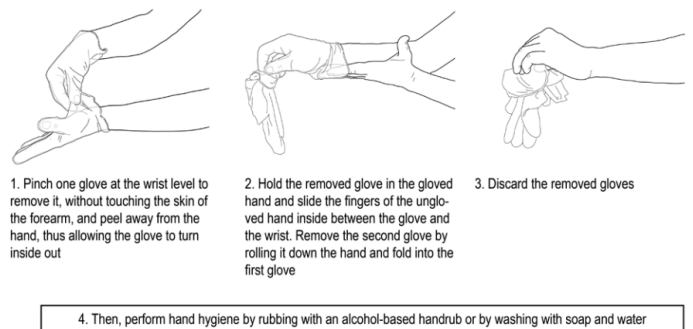 1. Pinch one glove at the wrist level to
remove it, without touching the skin of
the forearm, and peel away from the
hand, thus allowing the glove to turn
inside out
2. Hold the removed glove in the gloved
hand and slide the fingers of the unglo-
ved hand inside between the glove and
the wrist. Remove the second glove by
rolling it down the hand and fold into the
first glove
3. Discard the removed gloves
4. Then, perform hand hygiene by rubbing with an alcohol-based handrub or by washing with soap and water